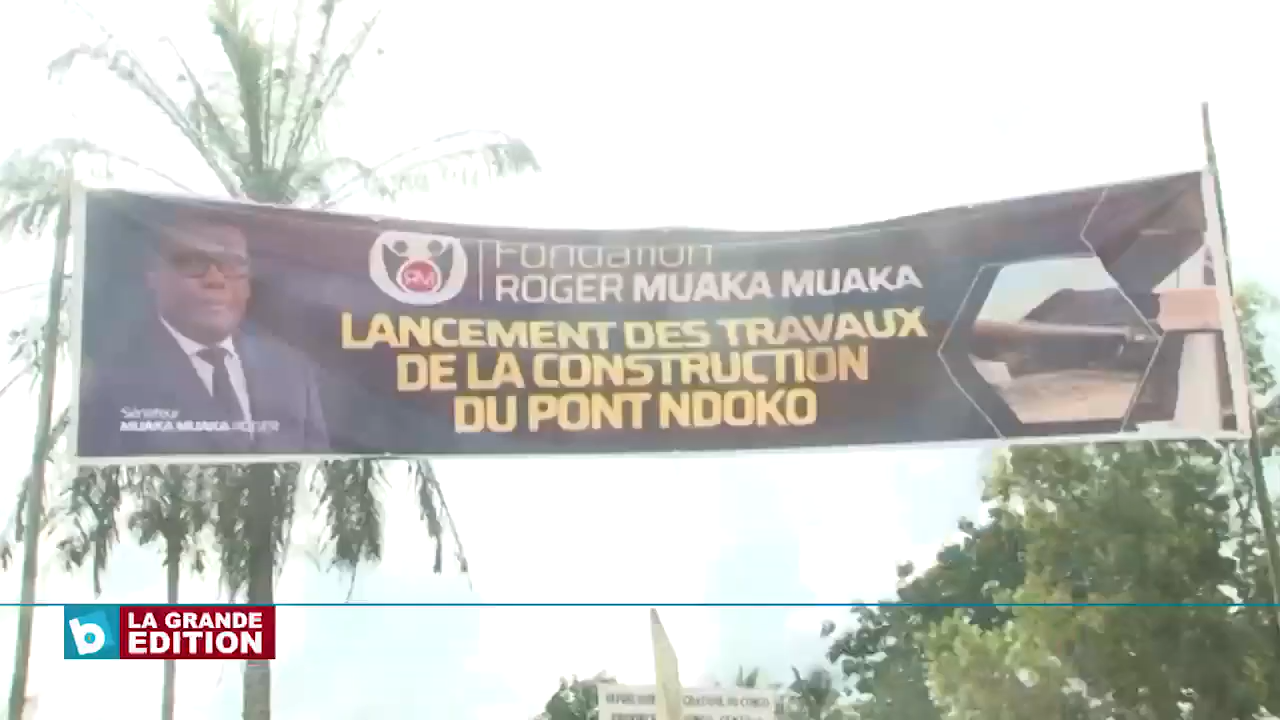 Fondation
ROGER MUAKA MUAKA
RM
LANCEMENT DES TRAVAUX
DE LA CONSTRUCTION
DU PONT NDOKO
Sénateur
MUAKA MUAKA ROGER
b LA GRANDE
EDITION